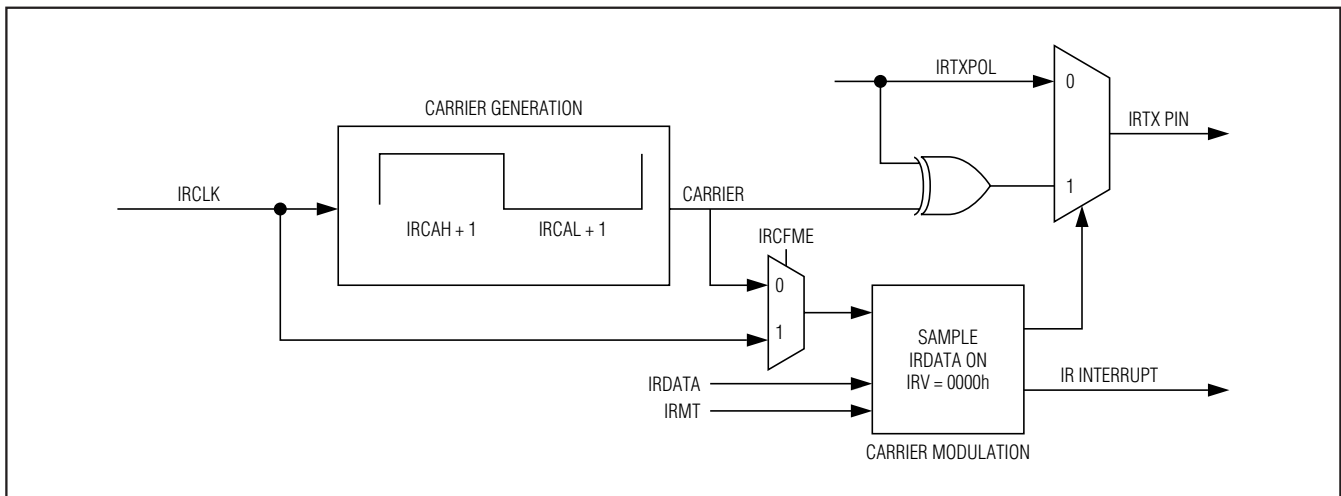 IRTXPOL
0
CARRIER GENERATION
IRTX PIN
IRCLK
CARRIER
1
IRCAH + 1
IRCAL + 1
IRCFME
0
1
SAMPLE
IRDATA ON
IRV = 0000h
IRDATA
IR INTERRUPT
IRMT
CARRIER MODULATION